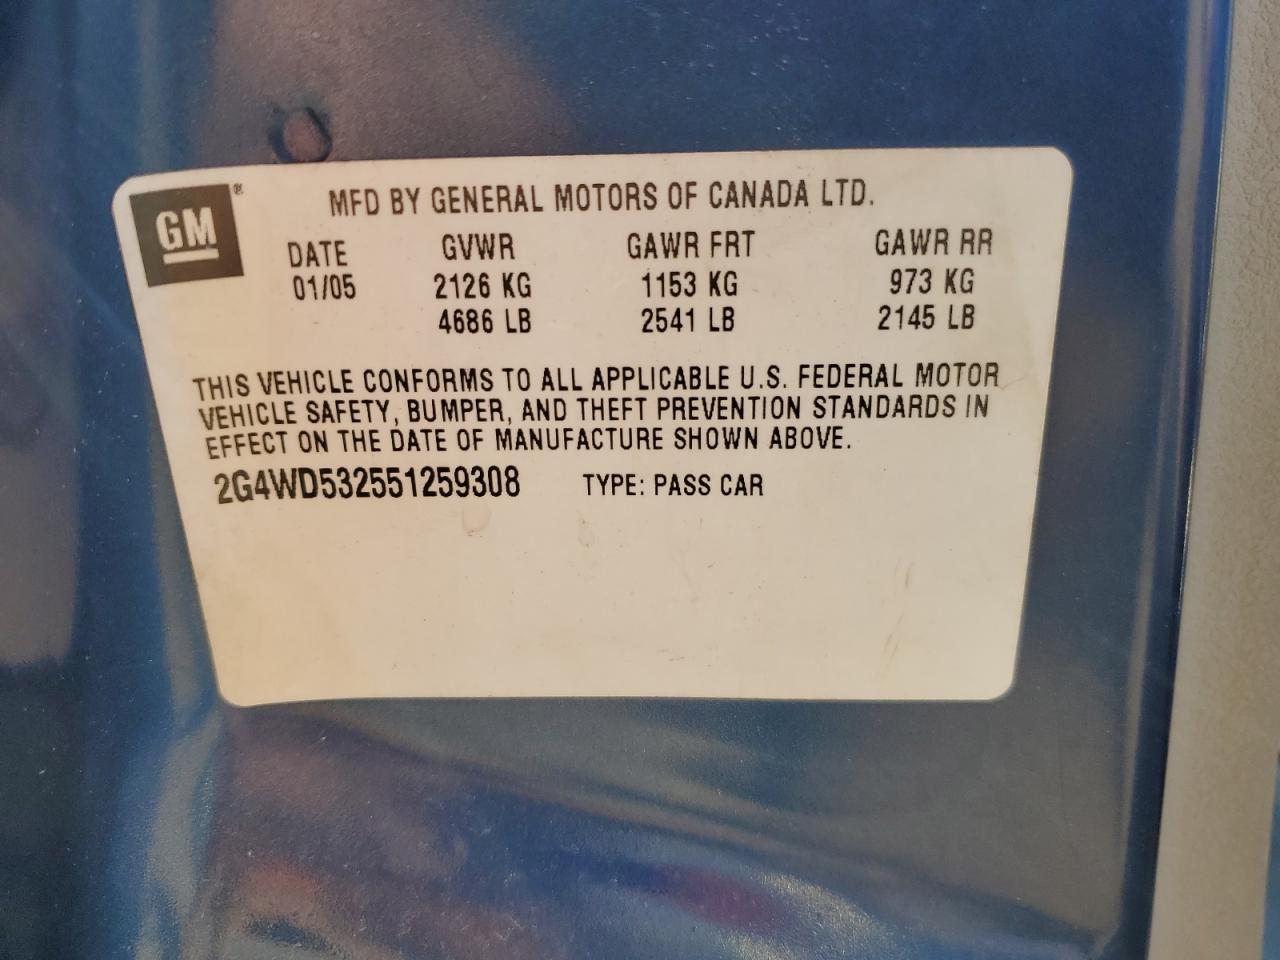 GM®
MFD BY GENERAL MOTORS OF CANADA LTD.
DATE GVWR GAWR FRT GAWR RR
01/05 2126 KG 1153 KG 973 KG
4686 LB 2541 LB 2145 LB
THIS VEHICLE CONFORMS TO ALL APPLICABLE U.S. FEDERAL MOTOR
VEHICLE SAFETY, BUMPER, AND THEFT PREVENTION STANDARDS IN
EFFECT ON THE DATE OF MANUFACTURE SHOWN ABOVE.
2G4WD532551259308 TYPE: PASS CAR